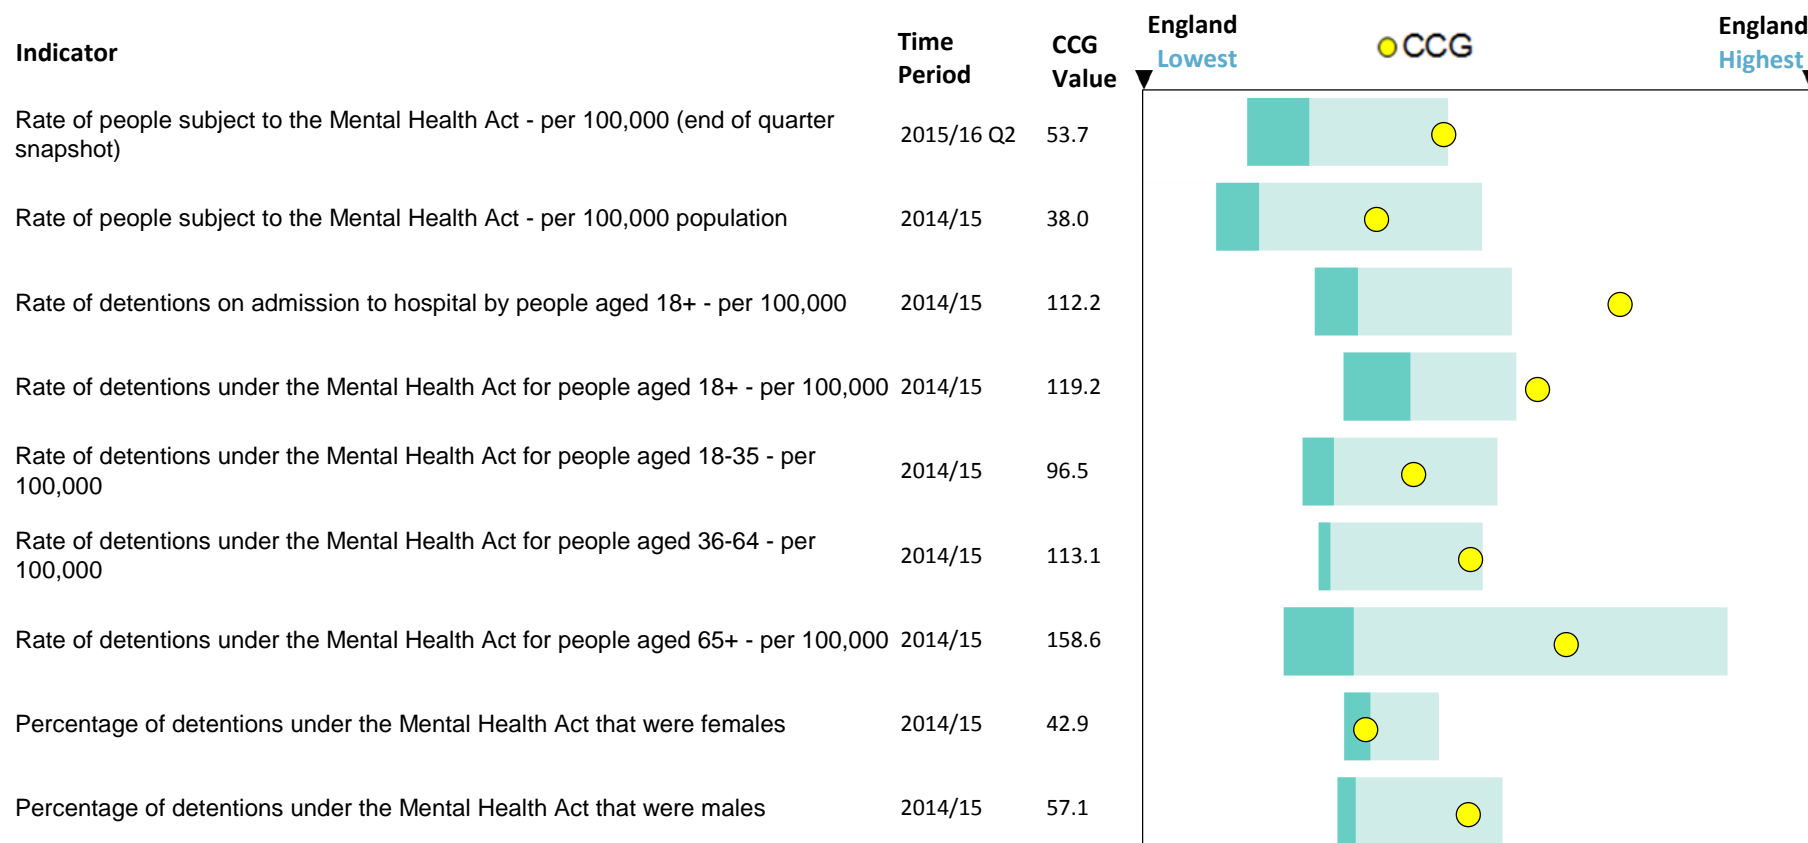 Indicator Time Period CCG Value England Lowest CCG England Highest
Rate of people subject to the Mental Health Act - per 100,000 (end of quarter
snapshot) 2015/16 Q2 53.7
Rate of people subject to the Mental Health Act - per 100,000 population 2014/15 38.0
Rate of detentions on admission to hospital by people aged 18+ - per 100,000 2014/15 112.2
Rate of detentions under the Mental Health Act for people aged 18+ - per 100,000 2014/15 119.2
Rate of detentions under the Mental Health Act for people aged 18-35 - per
100,000 2014/15 96.5
Rate of detentions under the Mental Health Act for people aged 36-64 - per
100,000 2014/15 113.1
Rate of detentions under the Mental Health Act for people aged 65+ - per 100,000 2014/15 158.6
Percentage of detentions under the Mental Health Act that were females 2014/15 42.9
Percentage of detentions under the Mental Health Act that were males 2014/15 57.1